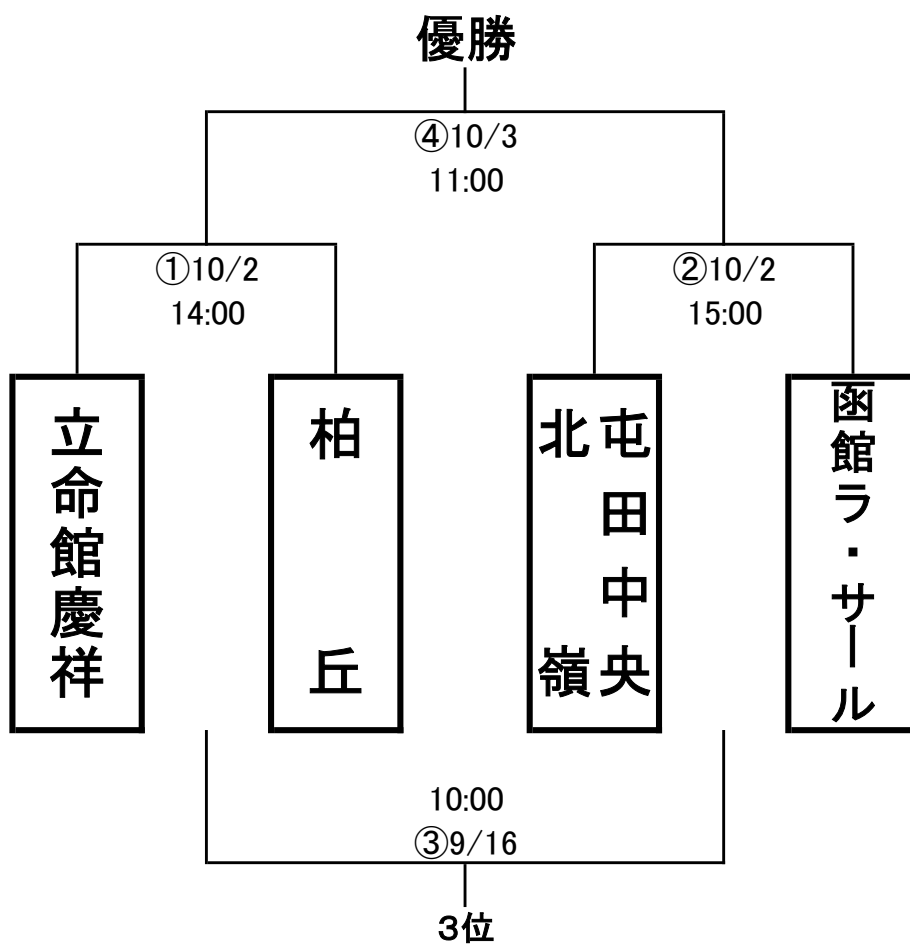 優勝
④10/3
11:00
①10/2
14:00
②10/2
15:00
立命館慶祥
柏丘
屯田中央
北嶺
函館ラ・サール
10:00
③9/16
3位